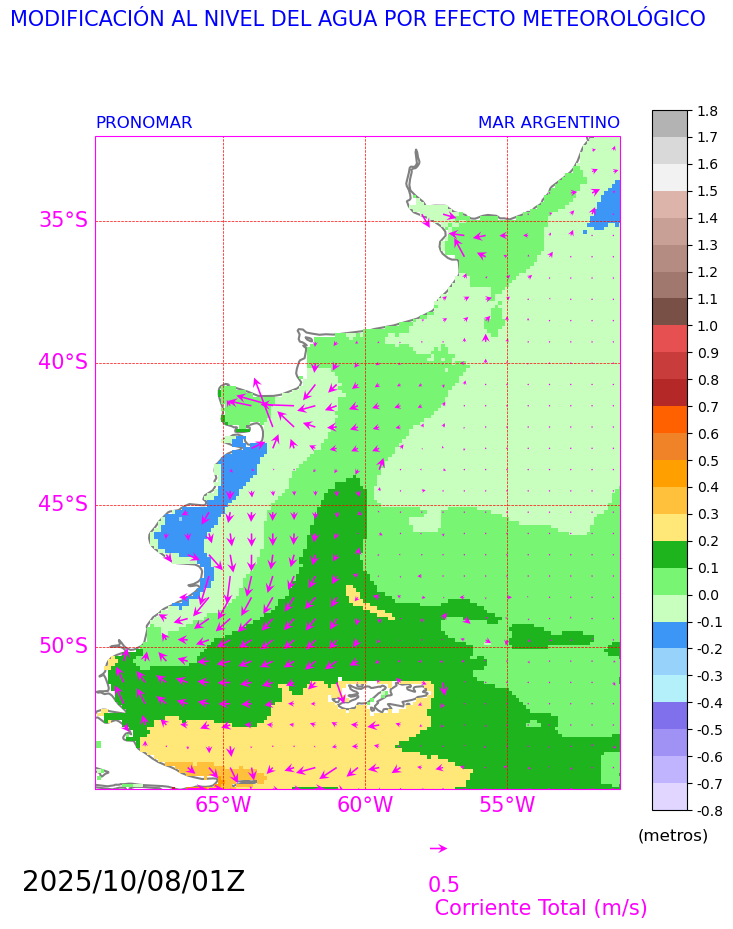 MODIFICACIÓN AL NIVEL DEL AGUA POR EFECTO METEOROLÓGICO
PRONOMAR MAR ARGENTINO
35°S
40°S
45°S
50°S
65°W 60°W 55°W
1.8
1.7
1.6
1.5
1.4
1.3
1.2
1.1
1.0
0.9
0.8
0.7
0.6
0.5
0.4
0.3
0.2
0.1
0.0
-0.1
-0.2
-0.3
-0.4
-0.5
-0.6
-0.7
-0.8
(metros)
2025/10/08/01Z
0.5
Corriente Total (m/s)